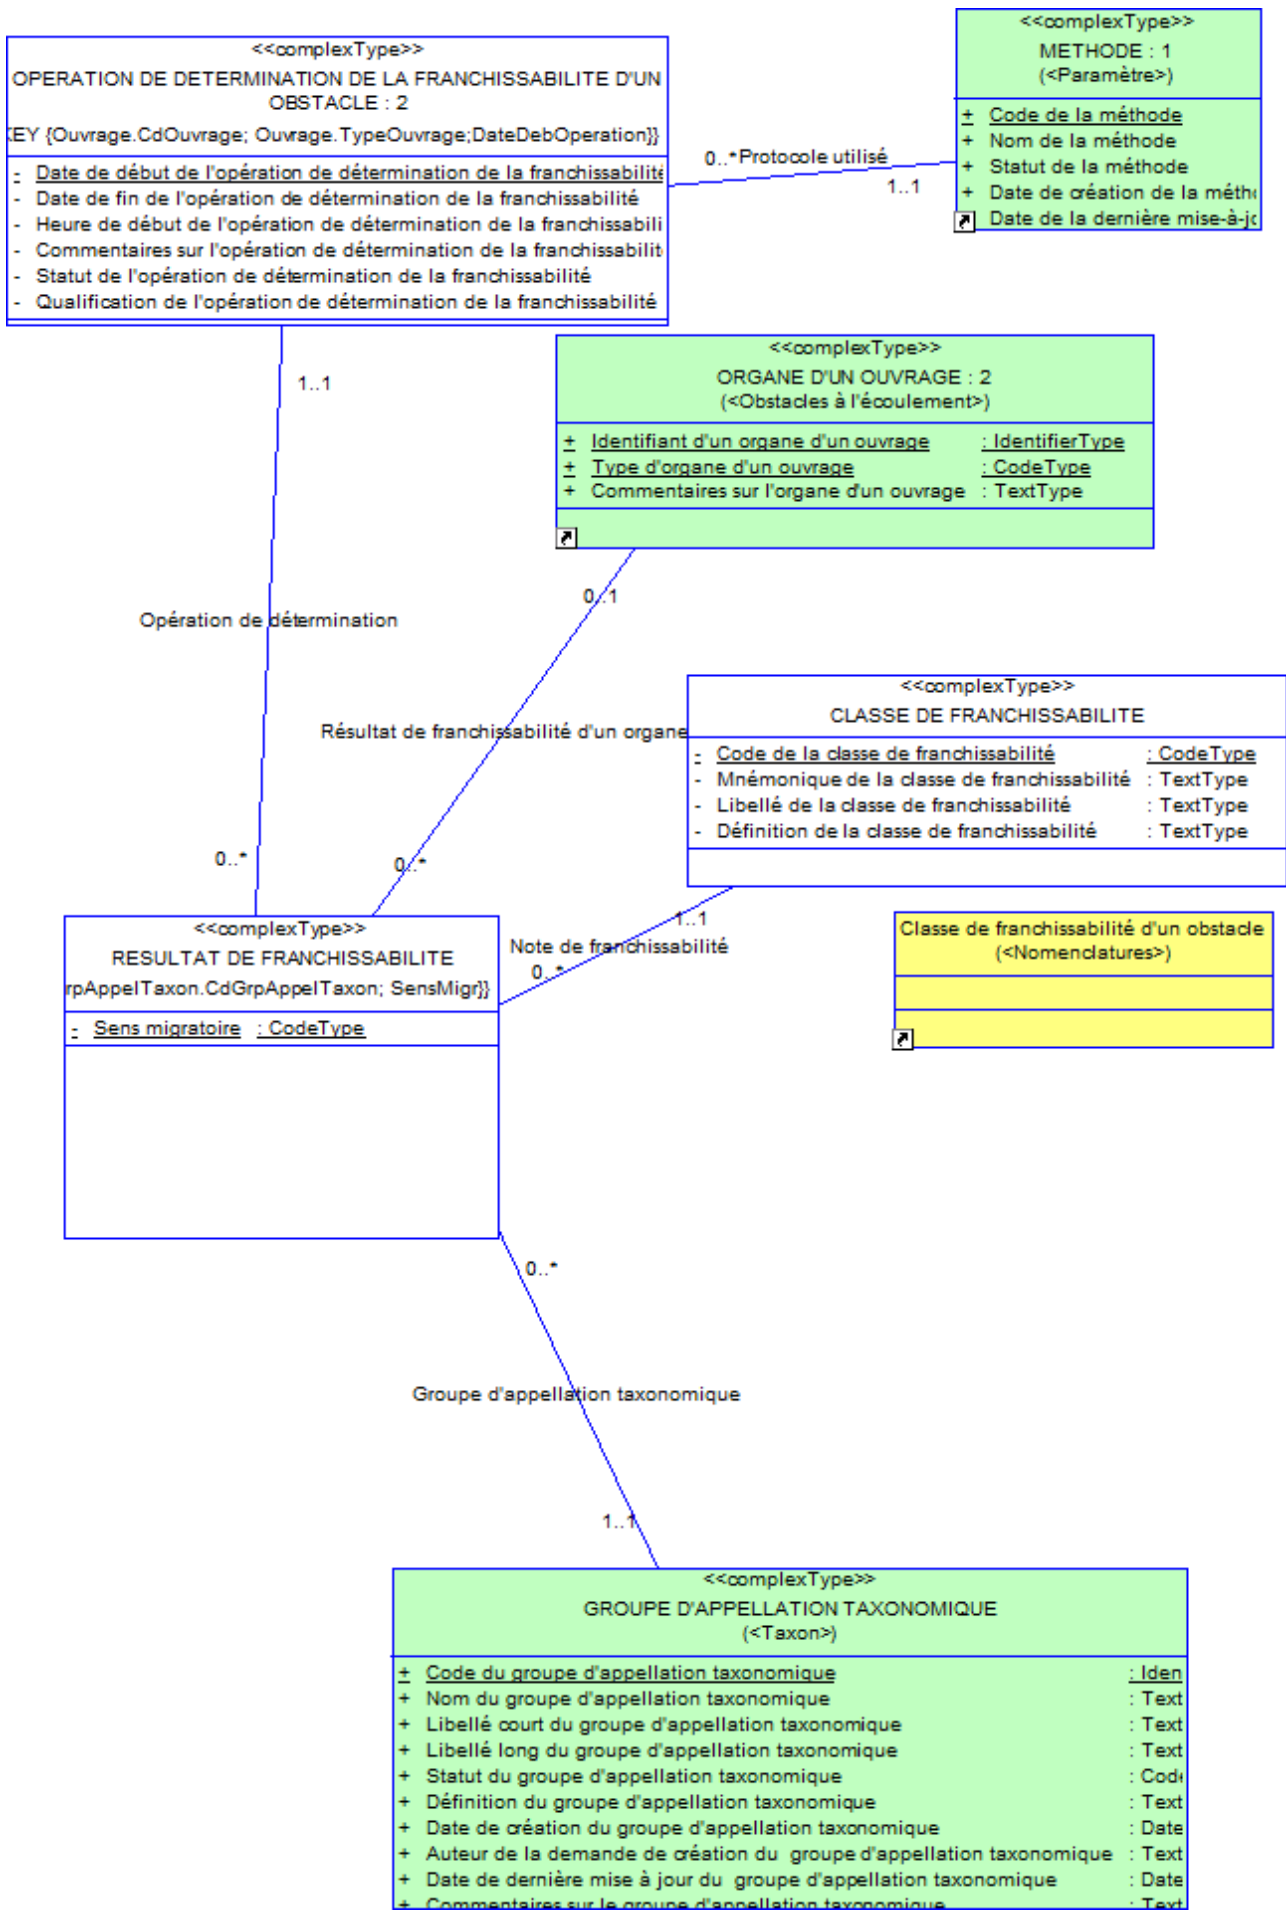 <<complexType>>
OPERATION DE DETERMINATION DE LA FRANCHISSABILITE D'UN
OBSTACLE : 2
EY {Ouvrage.CdOuvrage; Ouvrage.TypeOuvrage;DateDebOperation}}
- Date de début de l'opération de détermination de la franchissabilité
- Date de fin de l'opération de détermination de la franchissabilité
- Heure de début de l'opération de détermination de la franchissabili
- Commentaires sur l'opération de détermination de la franchissabilit
- Statut de l'opération de détermination de la franchissabilité
- Qualification de l'opération de détermination de la franchissabilité
<<complexType>>
METHODE : 1
(<Paramètre>)
+ Code de la méthode
+ Nom de la méthode
+ Statut de la méthode
+ Date de création de la métho
Date de la dernière mise-à-jo
0..* Protocole utilisé
1..1
1..1
<<complexType>>
ORGANE D'UN OUVRAGE : 2
(<Obstacles à l'écoulement>)
+ Identifiant d'un organe d'un ouvrage : IdentifierType
+ Type d'organe d'un ouvrage : CodeType
+ Commentaires sur l'organe d'un ouvrage : TextType
0..1
Opération de détermination
Résultat de franchissabilité d'un organe
<<complexType>>
CLASSE DE FRANCHISSABILITE
- Code de la classe de franchissabilité : CodeType
- Mnémonique de la classe de franchissabilité : TextType
- Libellé de la classe de franchissabilité : TextType
- Définition de la classe de franchissabilité : TextType
0..*
0..*
1..1
Note de franchissabilité
0..*
Classe de franchissabilité d'un obstacle
(<Nomenclatures>)
<<complexType>>
RESULTAT DE FRANCHISSABILITE
rpAppelTaxon.CdGrpAppelTaxon; SensMigr}}
- Sens migratoire : CodeType
0..*
Groupe d'appellation taxonomique
1..1
<<complexType>>
GROUPE D'APPELLATION TAXONOMIQUE
(<Taxon>)
+ Code du groupe d'appellation taxonomique : Iden
+ Nom du groupe d'appellation taxonomique : Text
+ Libellé court du groupe d'appellation taxonomique : Text
+ Libellé long du groupe d'appellation taxonomique : Text
+ Statut du groupe d'appellation taxonomique : Code
+ Définition du groupe d'appellation taxonomique : Text
+ Date de création du groupe d'appellation taxonomique : Date
+ Auteur de la demande de création du groupe d'appellation taxonomique : Text
+ Date de dernière mise à jour du groupe d'appellation taxonomique : Date
+ Commentaires sur le groupe d'appellation taxonomique : Text